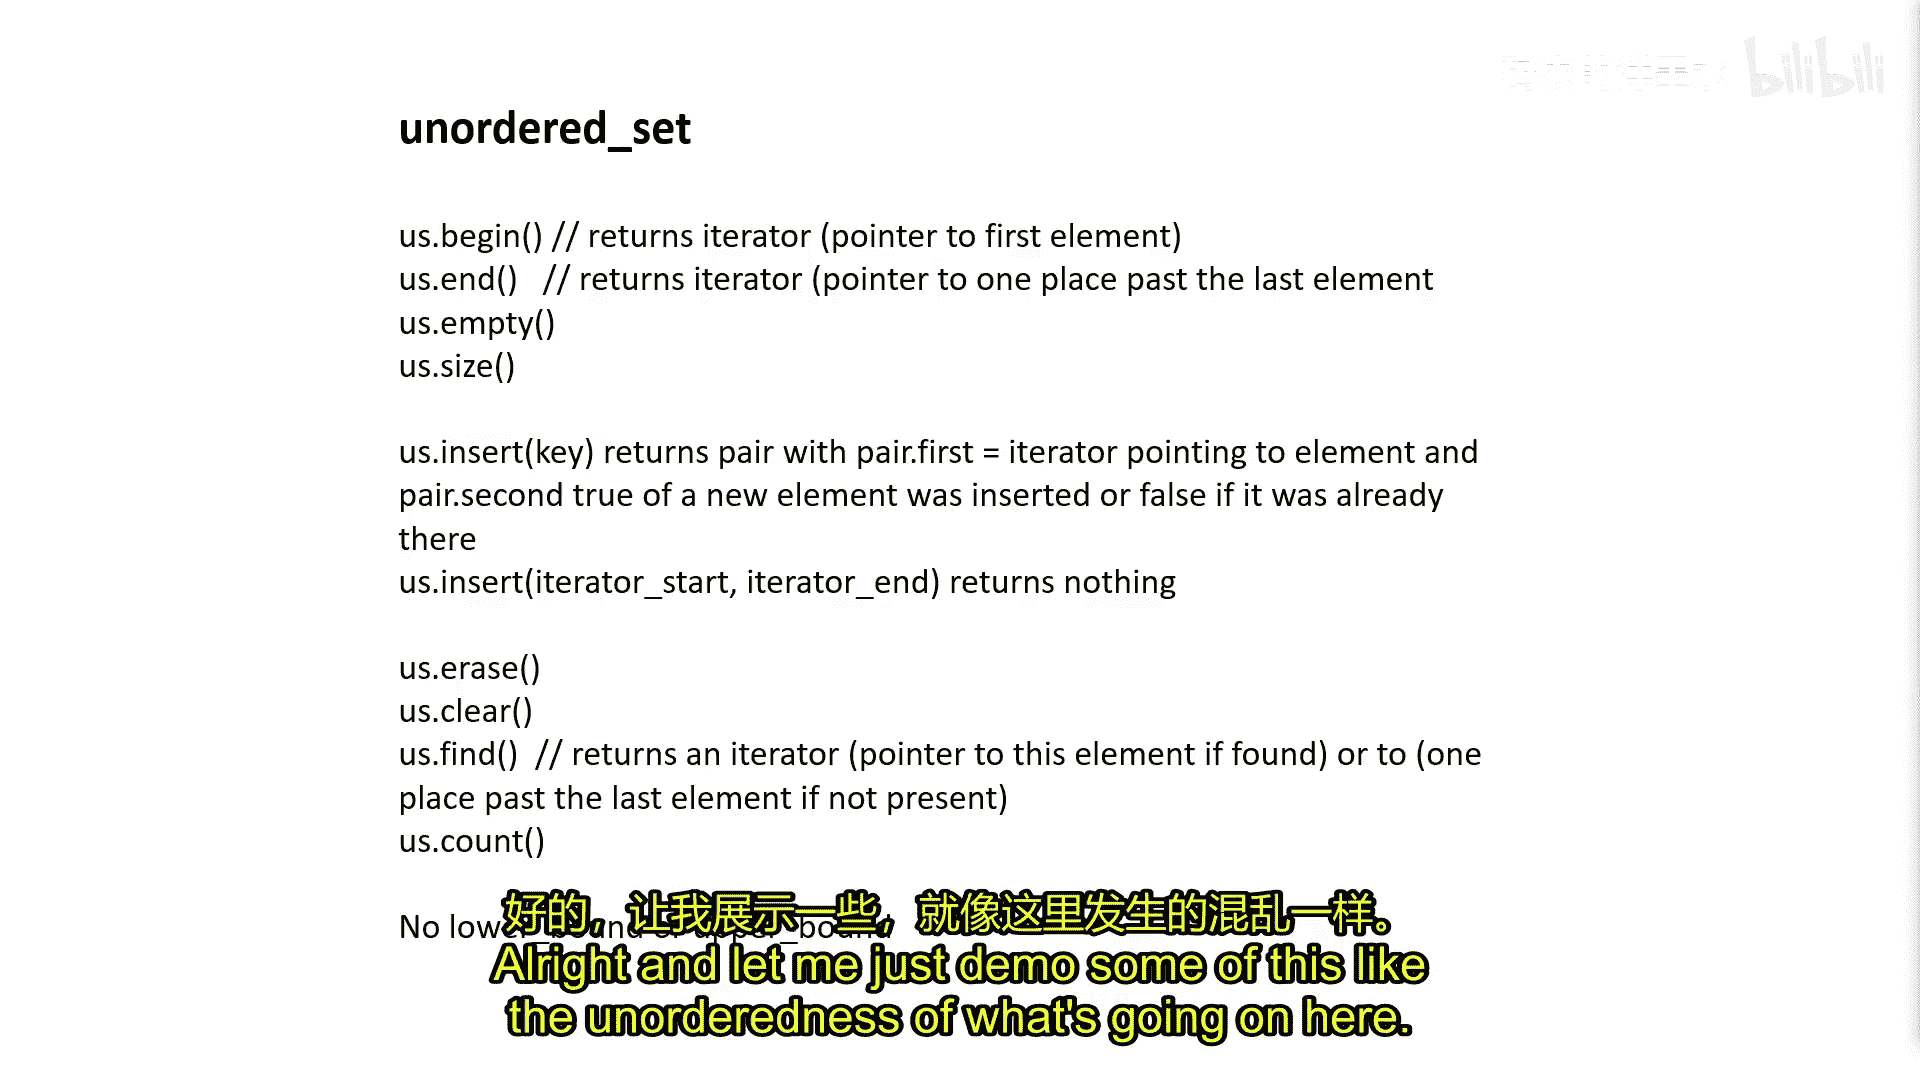 bilibili
unordered_set
us.begin() // returns iterator (pointer to first element)
us.end() // returns iterator (pointer to one place past the last element
us.empty()
us.size()
us.insert(key) returns pair with pair.first = iterator pointing to element and
pair.second true of a new element was inserted or false if it was already
there
us.insert(iterator_start, iterator_end) returns nothing
us.erase()
us.clear()
us.find() // returns an iterator (pointer to this element if found) or to (one
place past the last element if not present)
us.count()
No lower_bound or upper_bound
好的，让我展示一些，就像这里发生的混乱一样。
Alright and let me just demo some of this like
the unorderedness of what's going on here.